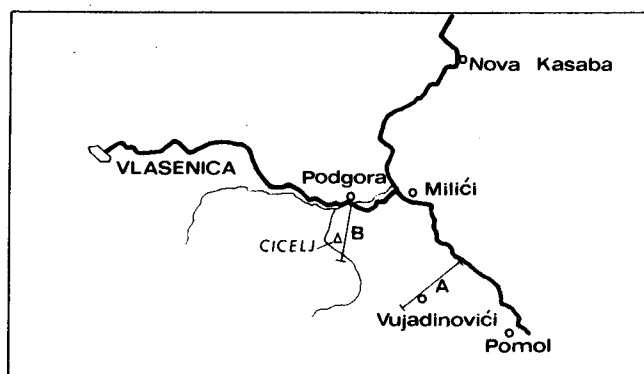 Nova Kasaba
VLASENICA
Podgora
Milići
CICELJ
B
A
Vujadinovići
Pomol